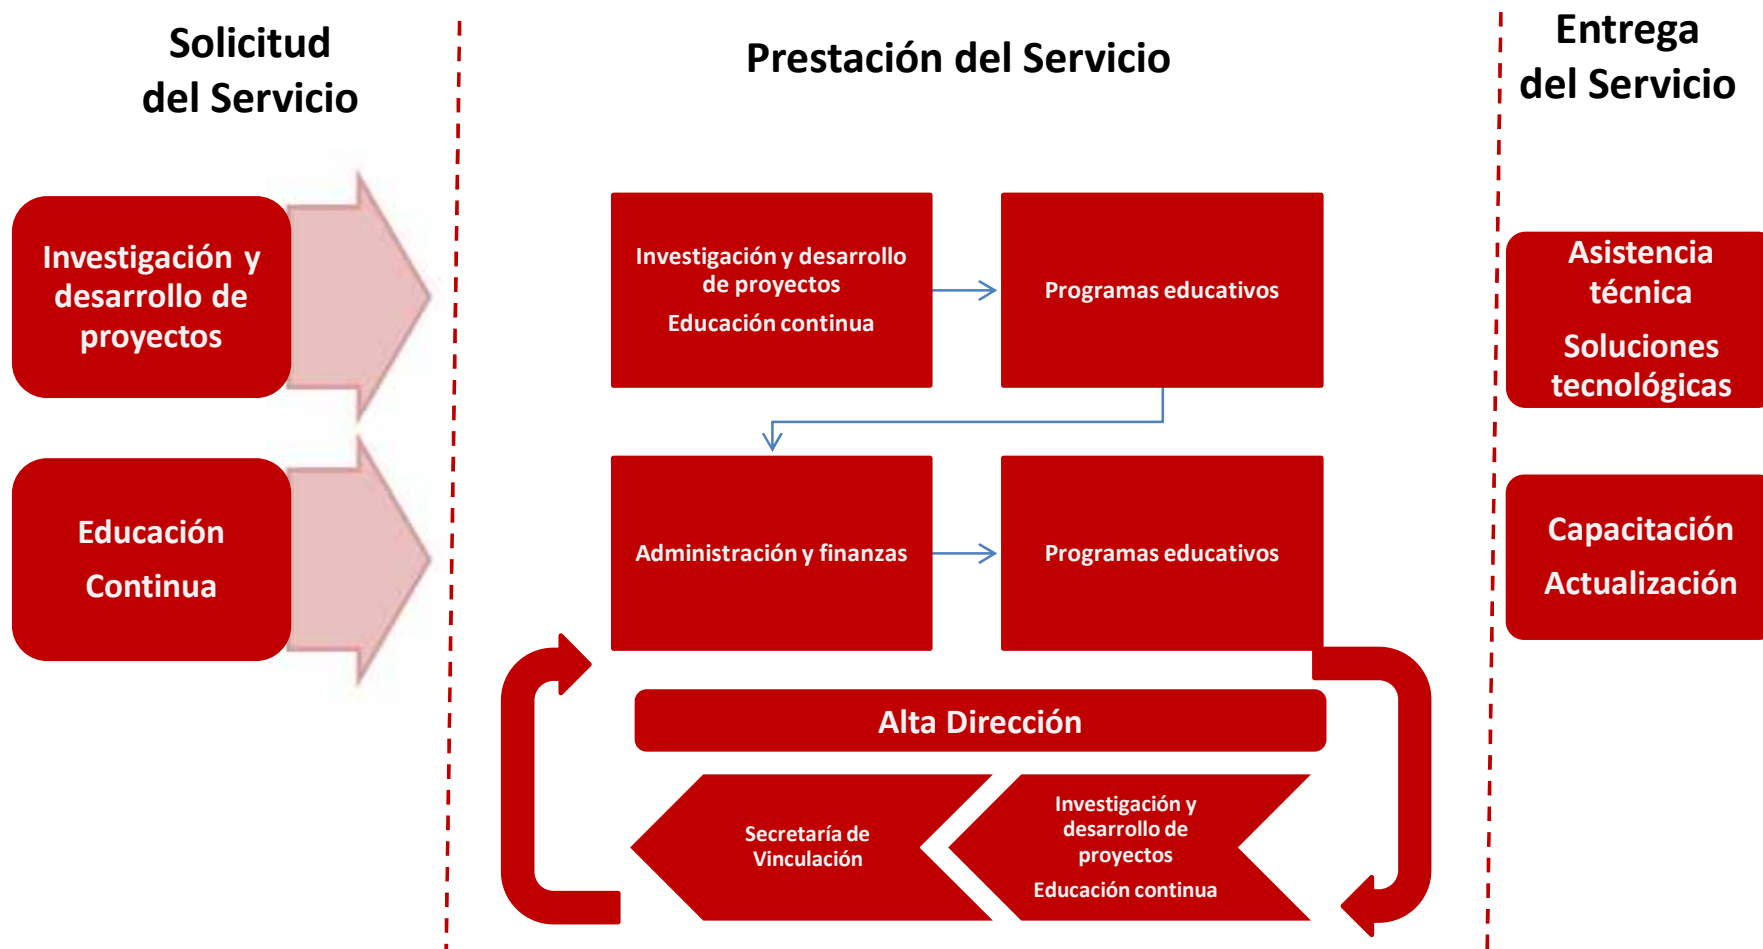 Solicitud
del Servicio
Prestación del Servicio
Entrega
del Servicio
Investigación y
desarrollo de
proyectos
Educación
Continua
Investigación y desarrollo
de proyectos
Educación continua
Programas educativos
Administración y finanzas
Programas educativos
Alta Dirección
Secretaría de
Vinculación
Investigación y
desarrollo de
proyectos
Educación continua
Asistencia
técnica
Soluciones
tecnológicas
Capacitación
Actualización